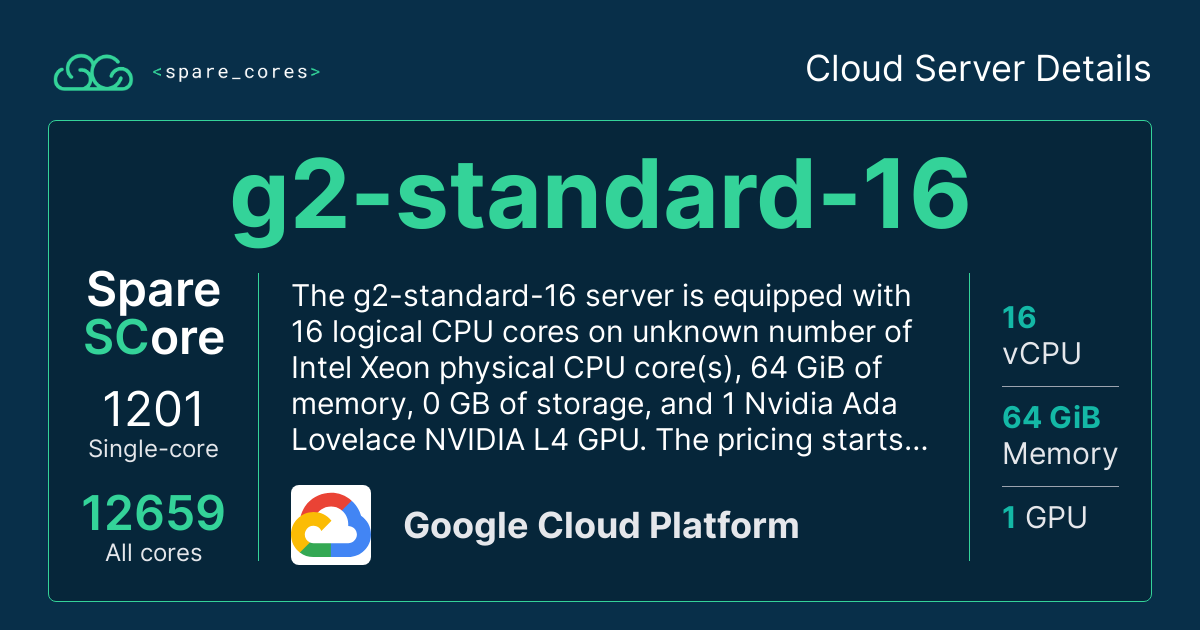 <spare_cores>
Cloud Server Details
g2-standard-16
Spare
SCore
1201
Single-core
12659
All cores
The g2-standard-16 server is equipped with
16 logical CPU cores on unknown number of
Intel Xeon physical CPU core(s), 64 GiB of
memory, 0 GB of storage, and 1 Nvidia Ada
Lovelace NVIDIA L4 GPU. The pricing starts...
Google Cloud Platform
16
vCPU
64 GiB
Memory
1 GPU